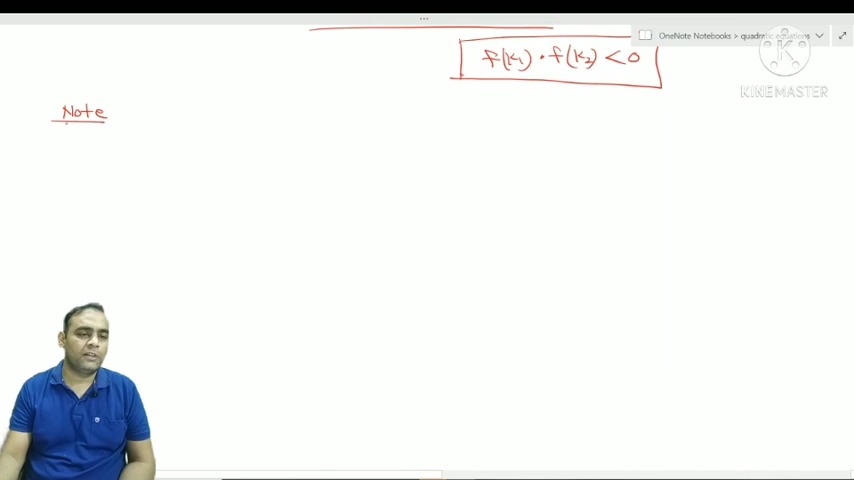 OneNote Notebooks > quadratic equations
f(K₁) · f(K₂) < 0
KINEMASTER
Note